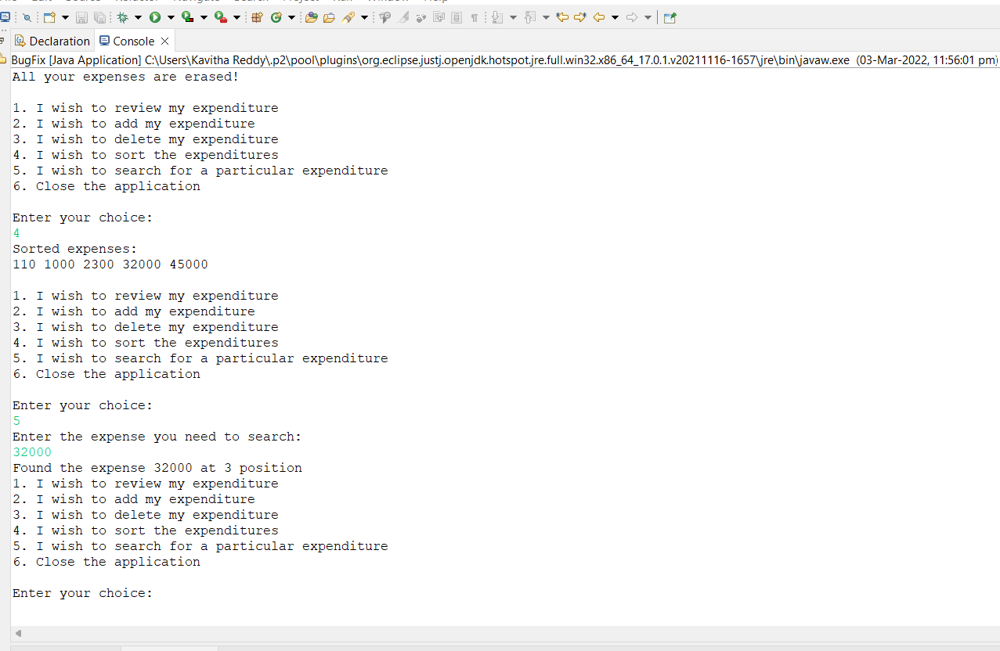 Declaration Console
BugFix [Java Application] C:\Users\Kavitha Reddy\.p2\pool\plugins\org.eclipse.justj.openjdk.hotspot.jre.full.win32.x86_64_17.0.1.v20211116-1657\jre\bin\javaw.exe (03-Mar-2022, 11:56:01 pm)
All your expenses are erased!
1. I wish to review my expenditure
2. I wish to add my expenditure
3. I wish to delete my expenditure
4. I wish to sort the expenditures
5. I wish to search for a particular expenditure
6. Close the application
Enter your choice:
4
Sorted expenses:
110 1000 2300 32000 45000
1. I wish to review my expenditure
2. I wish to add my expenditure
3. I wish to delete my expenditure
4. I wish to sort the expenditures
5. I wish to search for a particular expenditure
6. Close the application
Enter your choice:
5
Enter the expense you need to search:
32000
Found the expense 32000 at 3 position
1. I wish to review my expenditure
2. I wish to add my expenditure
3. I wish to delete my expenditure
4. I wish to sort the expenditures
5. I wish to search for a particular expenditure
6. Close the application
Enter your choice: